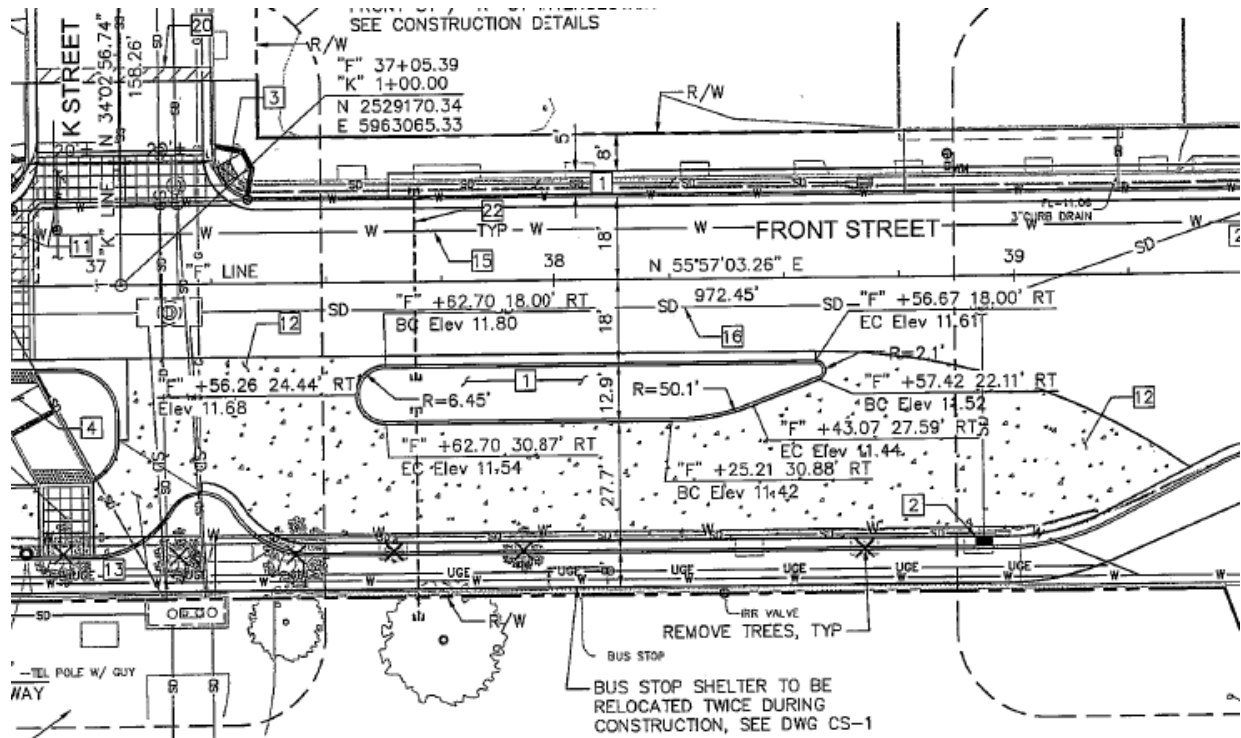 SEE CONSTRUCTION DETAILS
20
K STREET
N 34°02'56.74"
158.26'
R/W
"F" 37+05.39
"K" 1+00.00
N 2529170.34
E 5963065.33
3
R/W
5'
8'
20'
"K" LINE
SD
1
W
22
TYP
15
FL=11.06
3"CURB DRAIN
FRONT STREET
11
37
"F" LINE
38
N 55°57'03.26" E
39
2
18'
SD
972.45'
SD
16
"F" +62.70 18.00' RT
BC Elev 11.80
"F" +56.67 18.00' RT
EC Elev 11.61
12
18'
R=2.1'
"F" +56.26 24.44' RT
Elev 11.68
R=6.45'
1
12.9'
R=50.1'
"F" +57.42 22.11' RT
BC Elev 11.52
12
4
"F" +62.70 30.87' RT
EC Elev 11.54
"F" +43.07 27.59' RT
EC Elev 11.44
"F" +25.21 30.88' RT
BC Elev 11.42
27.7'
2
13
UGE
W
SD
R/W
IRR VALVE
REMOVE TREES, TYP
BUS STOP
TEL POLE W/ GUY
WAY
BUS STOP SHELTER TO BE
RELOCATED TWICE DURING
CONSTRUCTION, SEE DWG CS-1